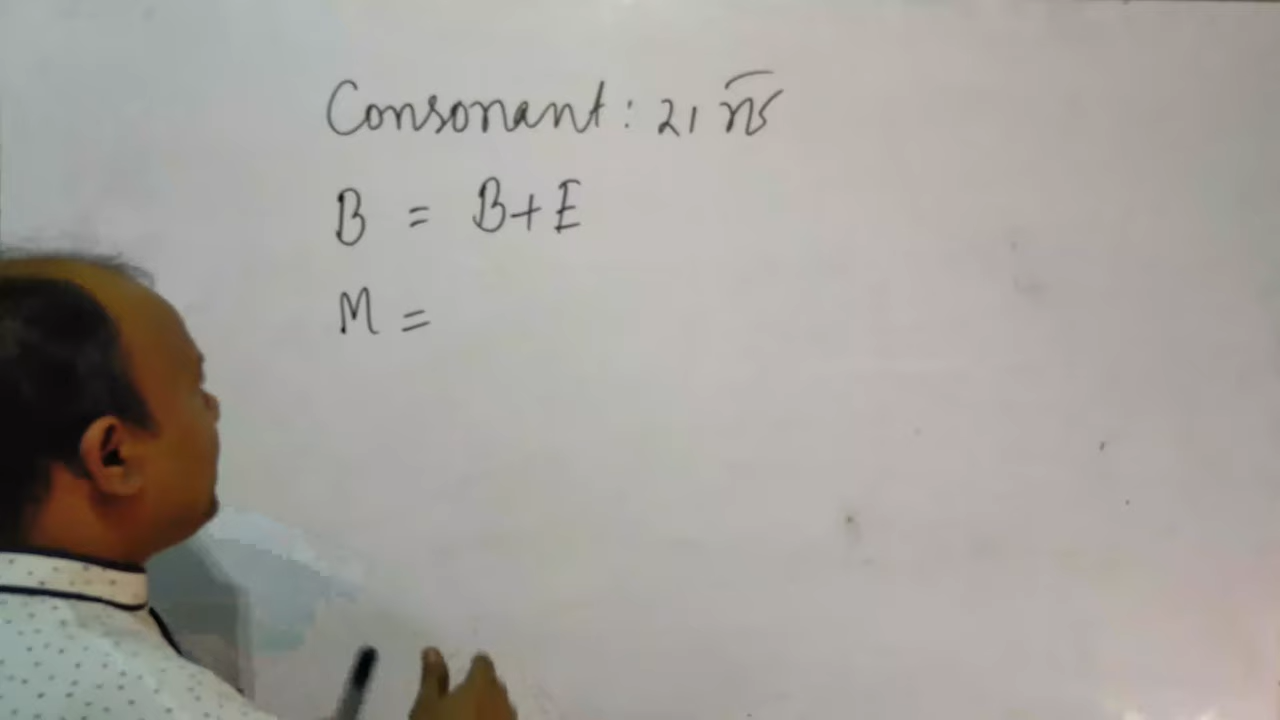 Consonant : 21 টি
B = B+E
M =